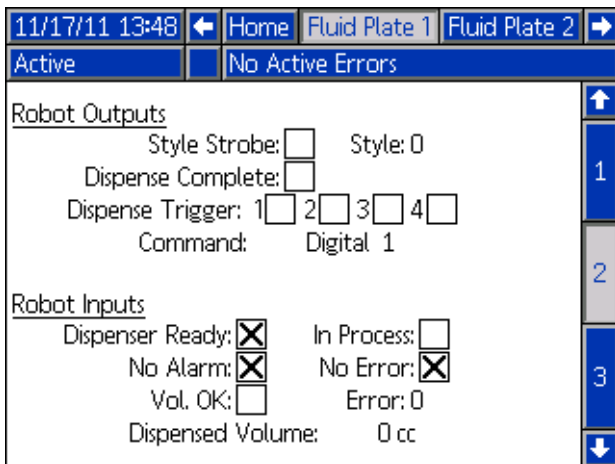 11/17/11 13:48 Home Fluid Plate 1 Fluid Plate 2
Active No Active Errors
Robot Outputs
Style Strobe: Style: 0
Dispense Complete:
Dispense Trigger: 1 2 3 4
Command: Digital 1
Robot Inputs
Dispenser Ready: In Process:
No Alarm: No Error:
Vol. OK: Error: 0
Dispensed Volume: 0 cc
1
2
3